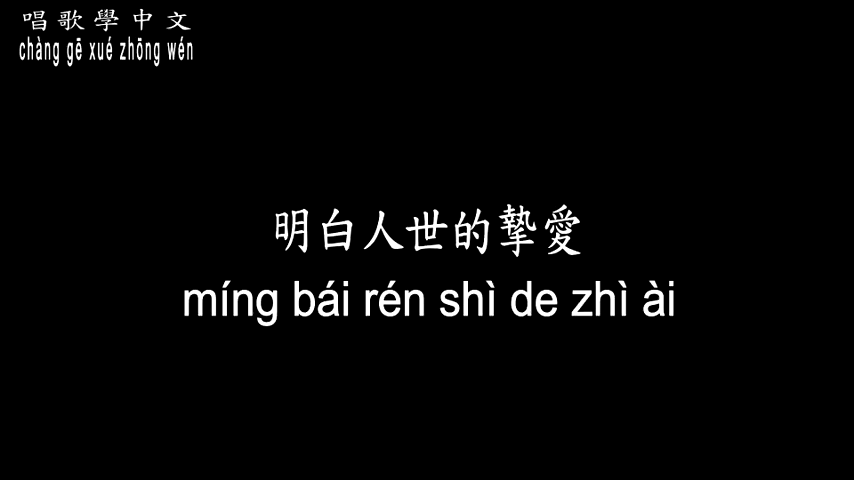 唱歌學中文
chàng gē xué zhōng wén
明白人世的摯愛
míng bái rén shì de zhì ài